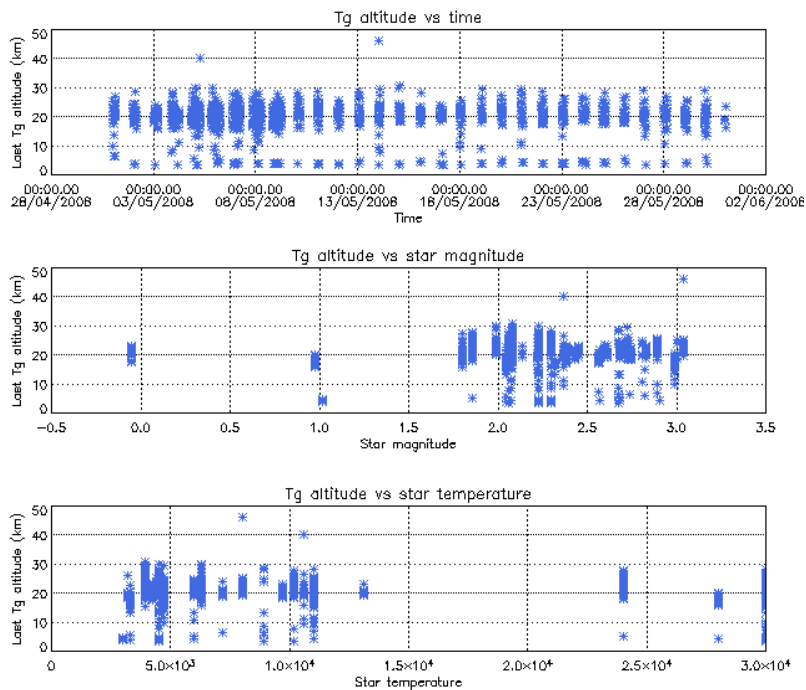 Tg altitude vs time
Last Tg altitude (km)
50
40
30
20
10
0
00:00.00 00:00.00 00:00.00 00:00.00 00:00.00 00:00.00 00:00.00 00:00.00
28/04/2008 03/05/2008 08/05/2008 13/05/2008 18/05/2008 23/05/2008 28/05/2008 02/06/2008
Time
Tg altitude vs star magnitude
Last Tg altitude (km)
50
40
30
20
10
0
-0.5 0.0 0.5 1.0 1.5 2.0 2.5 3.0 3.5
Star magnitude
Tg altitude vs star temperature
Last Tg altitude (km)
50
40
30
20
10
0
0 5.0×10³ 1.0×10⁴ 1.5×10⁴ 2.0×10⁴ 2.5×10⁴ 3.0×10⁴
Star temperature